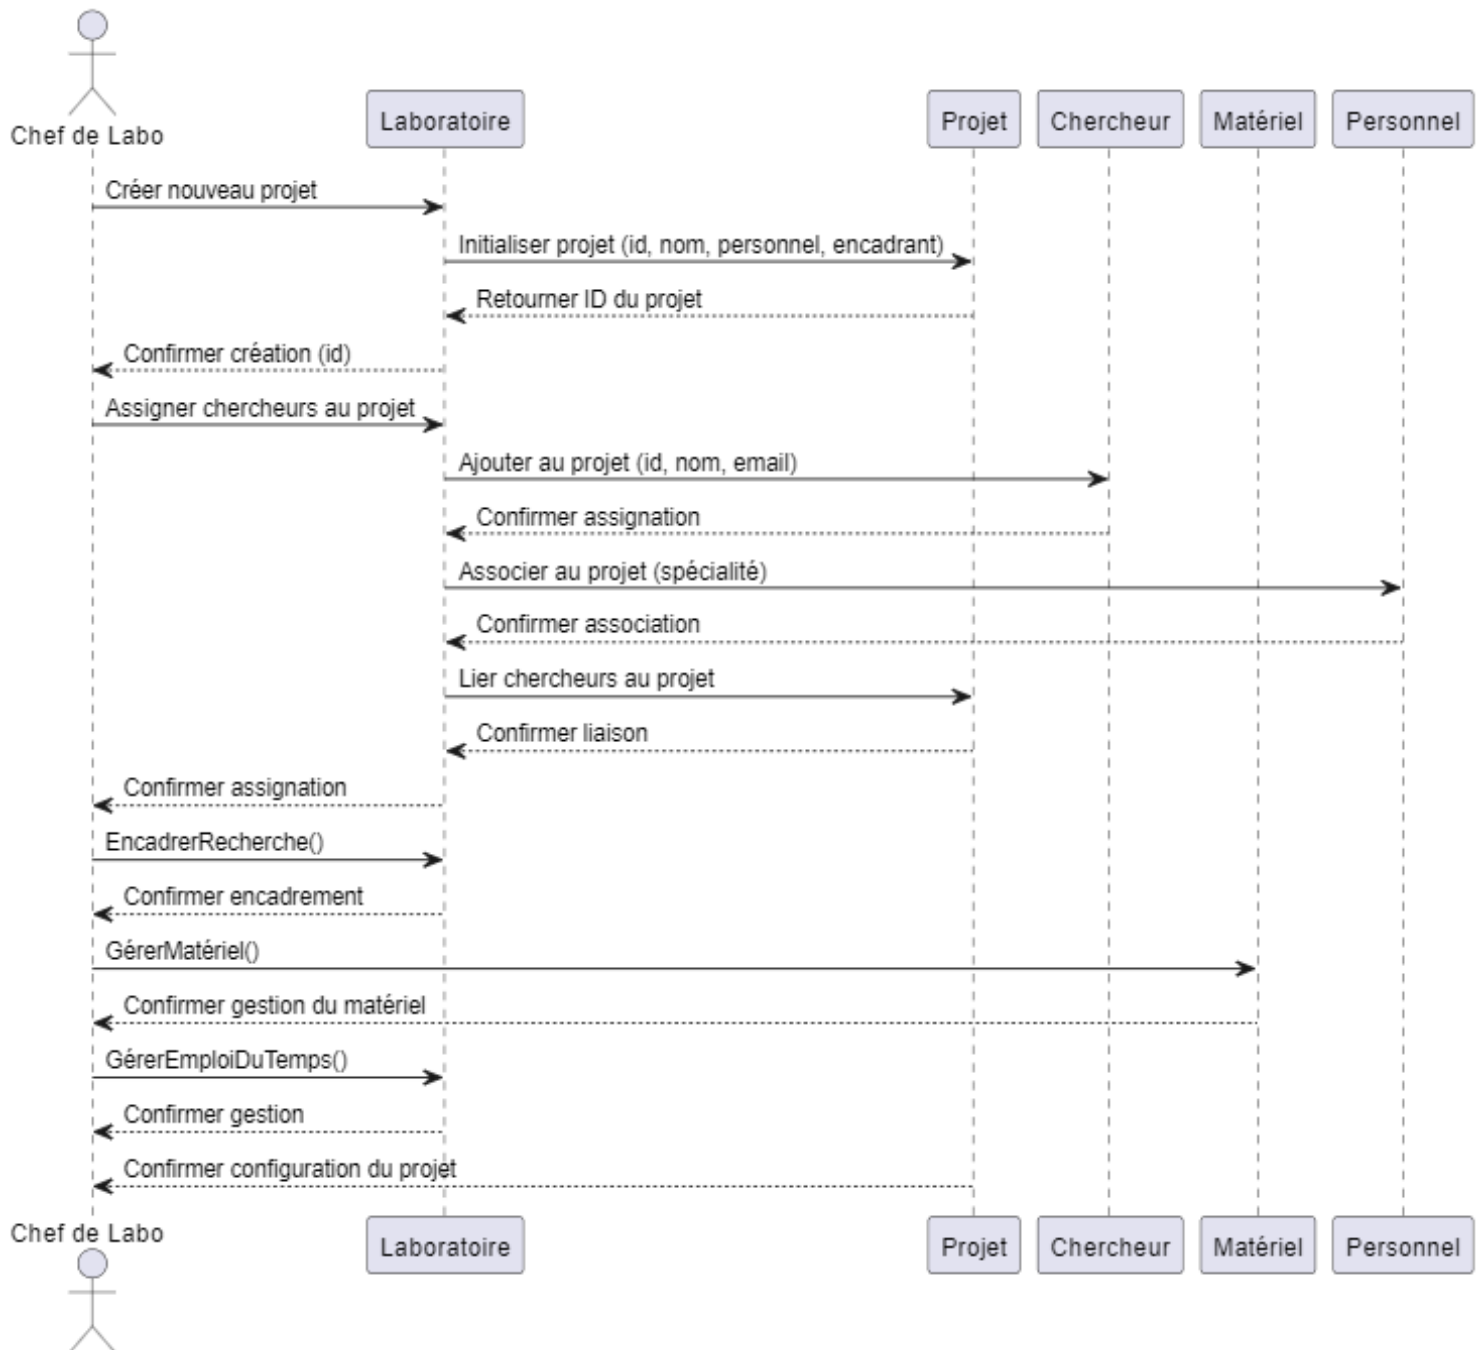 Chef de Labo
Laboratoire
Projet
Chercheur
Matériel
Personnel
Créer nouveau projet
Initialiser projet (id, nom, personnel, encadrant)
Retourner ID du projet
Confirmer création (id)
Assigner chercheurs au projet
Ajouter au projet (id, nom, email)
Confirmer assignation
Associer au projet (spécialité)
Confirmer association
Lier chercheurs au projet
Confirmer liaison
Confirmer assignation
EncadrerRecherche()
Confirmer encadrement
GérerMatériel()
Confirmer gestion du matériel
GérerEmploiDuTemps()
Confirmer gestion
Confirmer configuration du projet
Chef de Labo
Laboratoire
Projet
Chercheur
Matériel
Personnel